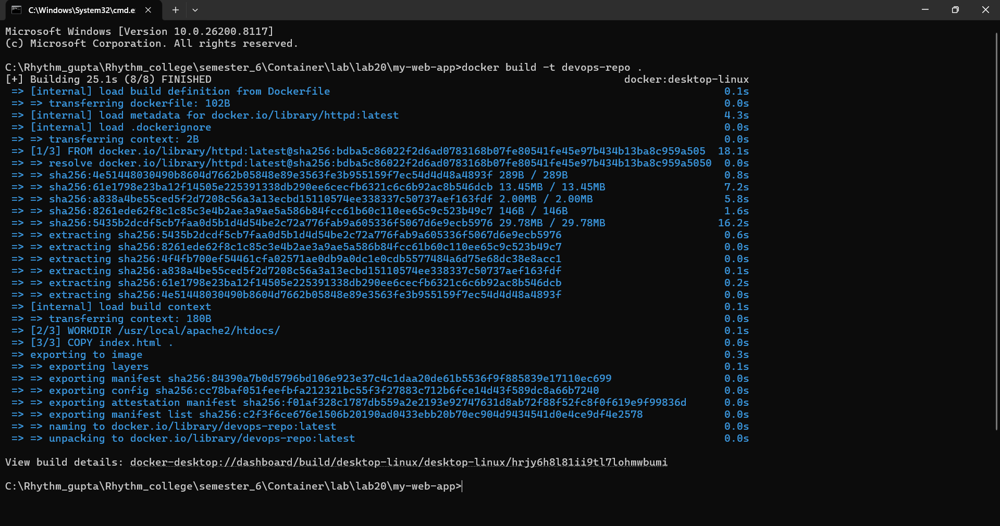 C:\Windows\System32\cmd.e
Microsoft Windows [Version 10.0.26200.8117]
(c) Microsoft Corporation. All rights reserved.
C:\Rhythm_gupta\Rhythm_college\semester_6\Container\lab\lab20\my-web-app>docker build -t devops-repo .
[+] Building 25.1s (8/8) FINISHED docker:desktop-linux
=> [internal] load build definition from Dockerfile 0.1s
=> => transferring dockerfile: 102B 0.0s
=> [internal] load metadata for docker.io/library/httpd:latest 4.3s
=> [internal] load .dockerignore 0.0s
=> => transferring context: 2B 0.0s
=> [1/3] FROM docker.io/library/httpd:latest@sha256:bdba5c86022f2d6ad0783168b07fe80541fe45e97b434b13ba8c959a505 18.1s
=> => resolve docker.io/library/httpd:latest@sha256:bdba5c86022f2d6ad0783168b07fe80541fe45e97b434b13ba8c959a5050 0.0s
=> => sha256:4e51448030490b8604d7662b05848e89e3563fe3b955159f7ec54d4d48a4893f 289B / 289B 0.8s
=> => sha256:61e1798e23ba12f14505e225391338db290ee6cecfb6321c6c6b92ac8b546dcb 13.45MB / 13.45MB 7.2s
=> => sha256:a838a4be55ced5f2d7208c56a3a13ecbd15110574ee338337c50737aef163fdf 2.00MB / 2.00MB 5.8s
=> => sha256:8261ede62f8c1c85c3e4b2ae3a9ae5a586b84fcc61b60c110ee65c9c523b49c7 146B / 146B 1.6s
=> => sha256:5435b2dcdf5cb7faa0d5b1d4d54be2c72a776fab9a605336f5067d6e9ecb5976 29.78MB / 29.78MB 16.2s
=> => extracting sha256:5435b2dcdf5cb7faa0d5b1d4d54be2c72a776fab9a605336f5067d6e9ecb5976 0.6s
=> => extracting sha256:8261ede62f8c1c85c3e4b2ae3a9ae5a586b84fcc61b60c110ee65c9c523b49c7 0.0s
=> => extracting sha256:4f4fb700ef54461cfa02571ae0db9a0dc1e0cdb5577484a6d75e68dc38e8acc1 0.0s
=> => extracting sha256:a838a4be55ced5f2d7208c56a3a13ecbd15110574ee338337c50737aef163fdf 0.1s
=> => extracting sha256:61e1798e23ba12f14505e225391338db290ee6cecfb6321c6c6b92ac8b546dcb 0.2s
=> => extracting sha256:4e51448030490b8604d7662b05848e89e3563fe3b955159f7ec54d4d48a4893f 0.0s
=> [internal] load build context 0.1s
=> => transferring context: 180B 0.0s
=> [2/3] WORKDIR /usr/local/apache2/htdocs/ 0.1s
=> [3/3] COPY index.html . 0.0s
=> exporting to image 0.3s
=> => exporting layers 0.1s
=> => exporting manifest sha256:84390a7b0d5796bd106e923e37c4c1daa20de61b5536f9f885839e17110ec699 0.0s
=> => exporting config sha256:cc78baf051feefbfa212321bc55f3f27883c712b6fce14d43f589dc8a66b7240 0.0s
=> => exporting attestation manifest sha256:f01af328c1787db559a2e2193e92747631d8ab72f88f52fc8f0f619e9f99836d 0.0s
=> => exporting manifest list sha256:c2f3f6ce676e1506b20190ad0433ebb20b70ec904d9434541d0e4ce9df4e2578 0.0s
=> => naming to docker.io/library/devops-repo:latest 0.0s
=> => unpacking to docker.io/library/devops-repo:latest 0.0s
View build details: docker-desktop://dashboard/build/desktop-linux/desktop-linux/hrjy6h8l81ii9tl7lohmwbumi
C:\Rhythm_gupta\Rhythm_college\semester_6\Container\lab\lab20\my-web-app>